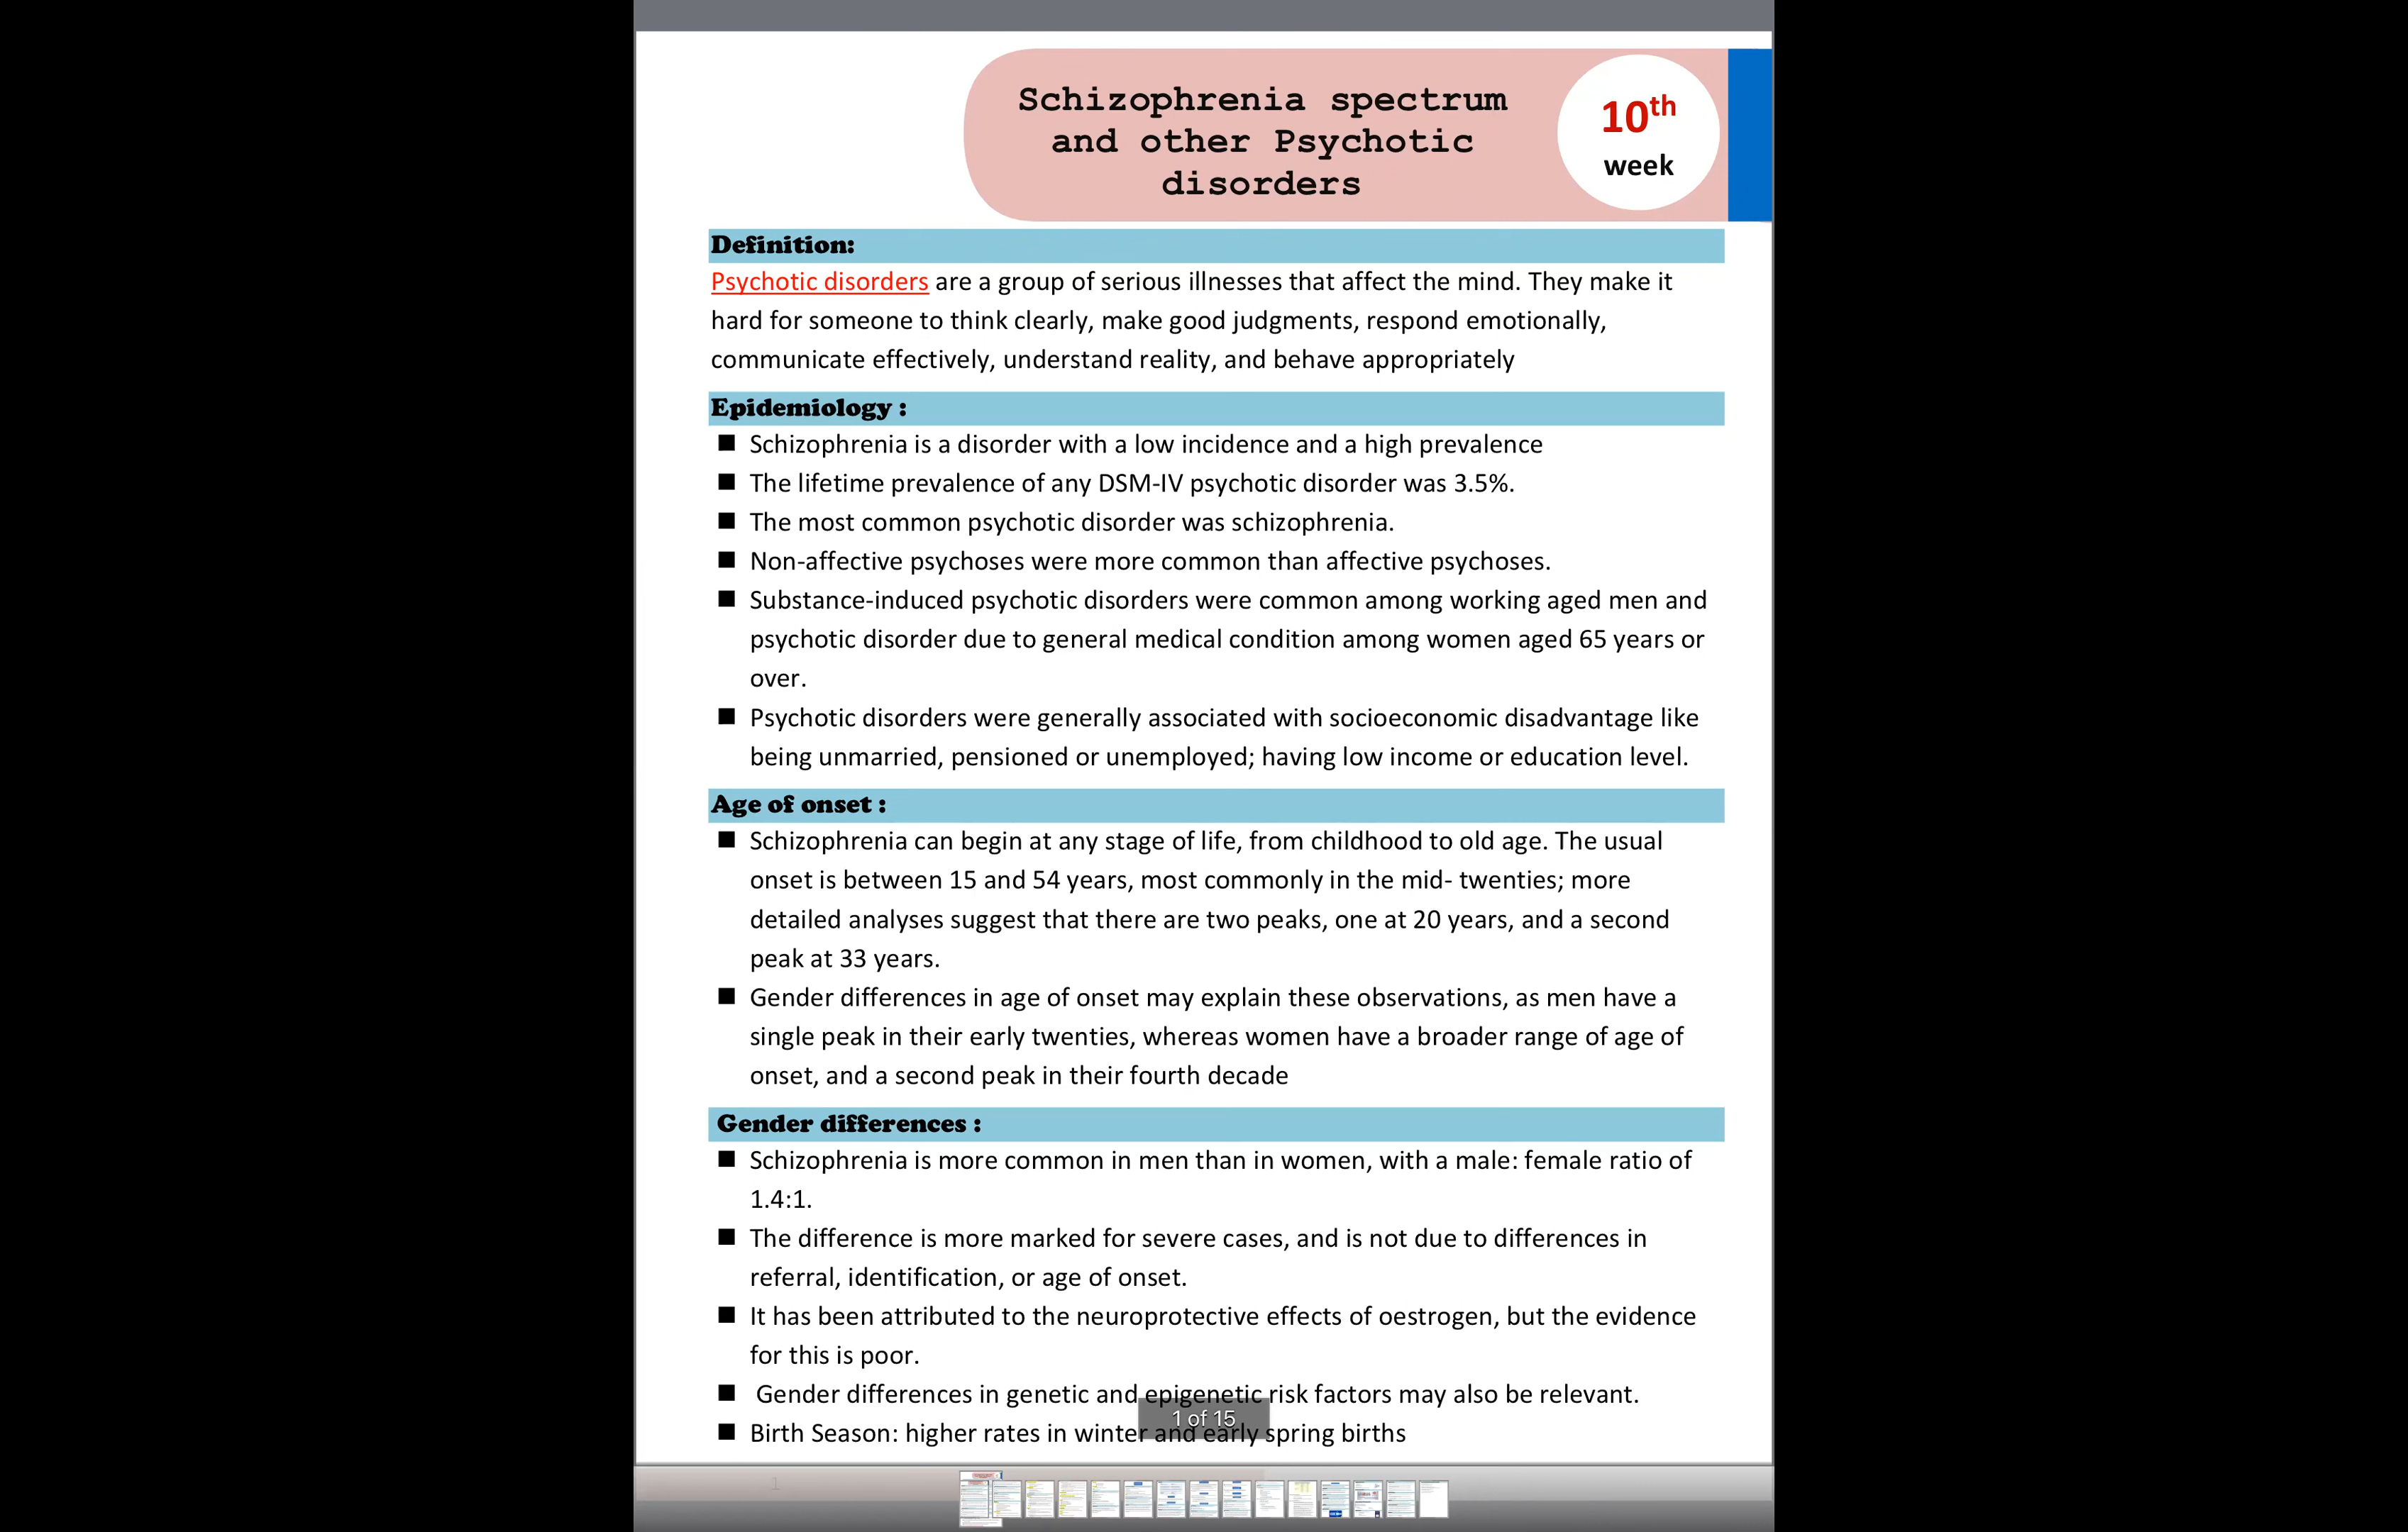 Schizophrenia spectrum
and other Psychotic
disorders
10th
week
Definition:
Psychotic disorders are a group of serious illnesses that affect the mind. They make it
hard for someone to think clearly, make good judgments, respond emotionally,
communicate effectively, understand reality, and behave appropriately
Epidemiology :
■ Schizophrenia is a disorder with a low incidence and a high prevalence
■ The lifetime prevalence of any DSM-IV psychotic disorder was 3.5%.
■ The most common psychotic disorder was schizophrenia.
■ Non-affective psychoses were more common than affective psychoses.
■ Substance-induced psychotic disorders were common among working aged men and
psychotic disorder due to general medical condition among women aged 65 years or
over.
■ Psychotic disorders were generally associated with socioeconomic disadvantage like
being unmarried, pensioned or unemployed; having low income or education level.
Age of onset :
■ Schizophrenia can begin at any stage of life, from childhood to old age. The usual
onset is between 15 and 54 years, most commonly in the mid- twenties; more
detailed analyses suggest that there are two peaks, one at 20 years, and a second
peak at 33 years.
■ Gender differences in age of onset may explain these observations, as men have a
single peak in their early twenties, whereas women have a broader range of age of
onset, and a second peak in their fourth decade
Gender differences :
■ Schizophrenia is more common in men than in women, with a male: female ratio of
1.4:1.
■ The difference is more marked for severe cases, and is not due to differences in
referral, identification, or age of onset.
■ It has been attributed to the neuroprotective effects of oestrogen, but the evidence
for this is poor.
■ Gender differences in genetic and epigenetic risk factors may also be relevant.
1 of 15
■ Birth Season: higher rates in winter and early spring births
1